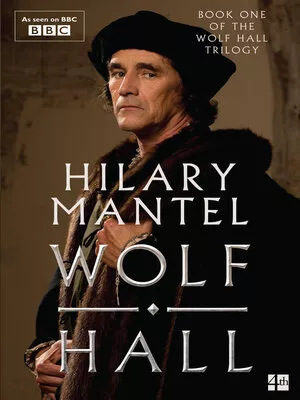 As seen on BBC
BBC
BOOK ONE
OF THE
WOLF HALL
TRILOGY
HILARY
MANTEL
WOLF
HALL
4th